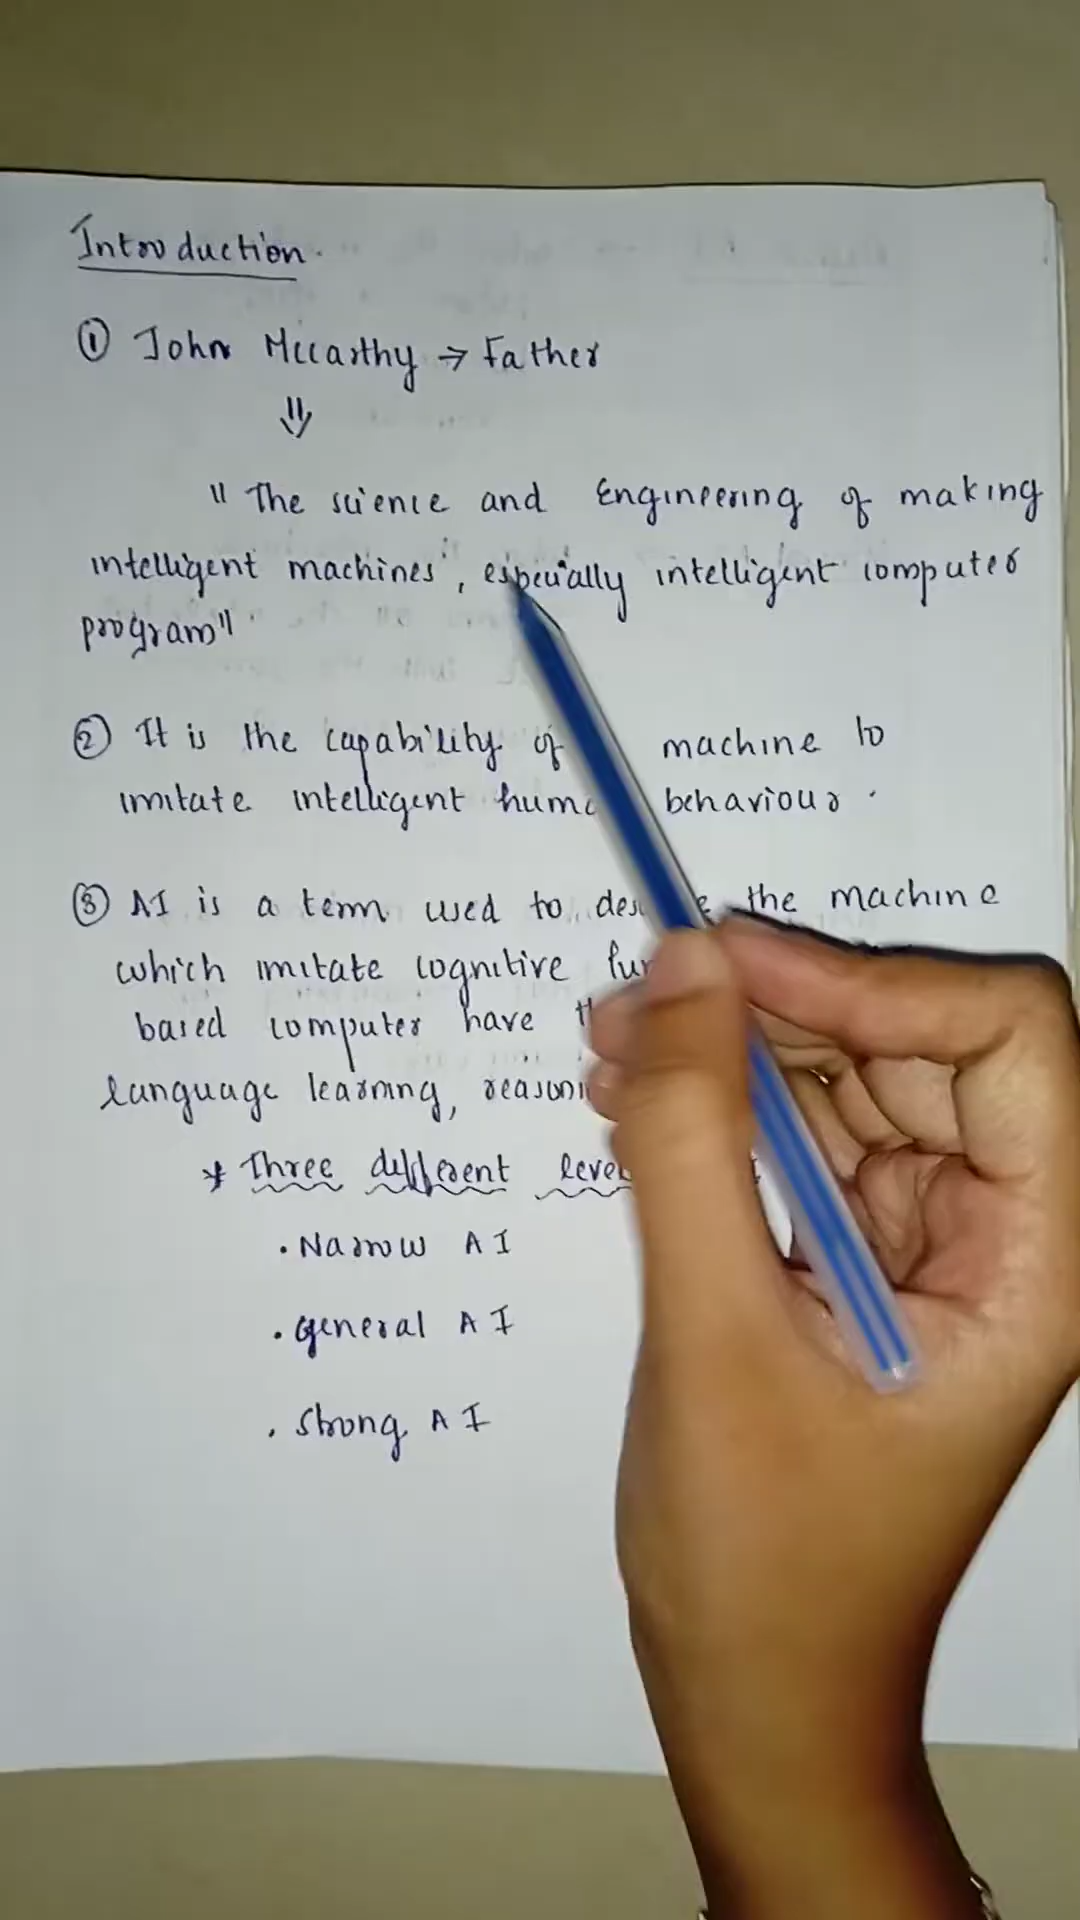 Introduction.
① John Mccarthy → Father
⇓
" The science and Engineering of making
intelligent machines", especially intelligent computer
program"
② It is the capability of machine to
imitate intelligent behaviour.
③ AI is a term used to the machine
which imitate cognitive
based computer have
language learning,
* Three different
. Narrow AI
. General AI
. Strong AI